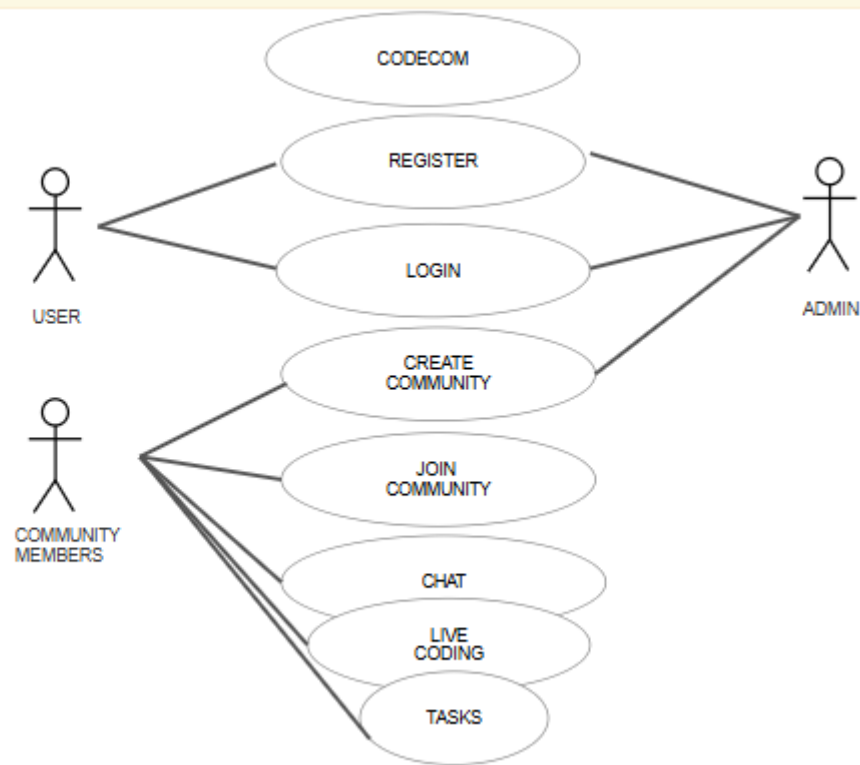 CODECOM
REGISTER
LOGIN
USER
ADMIN
CREATE
COMMUNITY
JOIN
COMMUNITY
COMMUNITY
MEMBERS
CHAT
LIVE
CODING
TASKS